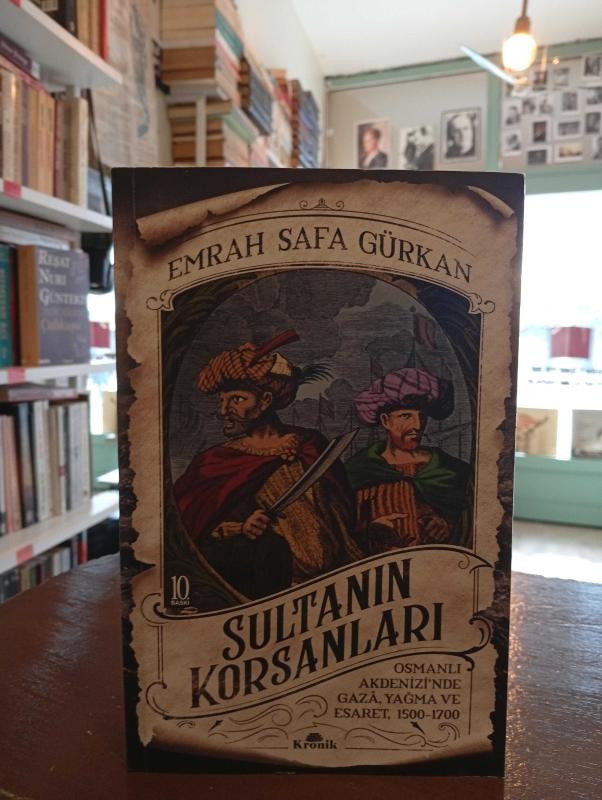 EMRAH SAFA GÜRKAN
10.
BASKI
SULTANIN
KORSANLARI
OSMANLI
AKDENİZİ'NDE
GAZÂ, YAĞMA VE
ESARET, 1500-1700
Kronik
REŞAT
NURİ
GÜNTEKİN
Çalıkuşu